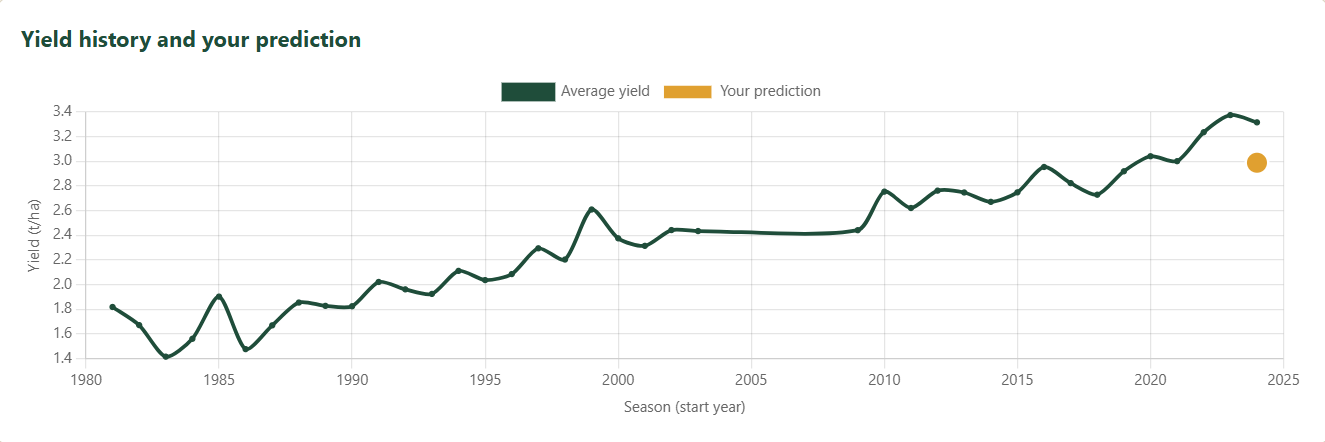 Yield history and your prediction
Average yield Your prediction
3.4
3.2
3.0
2.8
2.6
2.4
2.2
2.0
1.8
1.6
1.4
Yield (t/ha)
1980 1985 1990 1995 2000 2005 2010 2015 2020 2025
Season (start year)